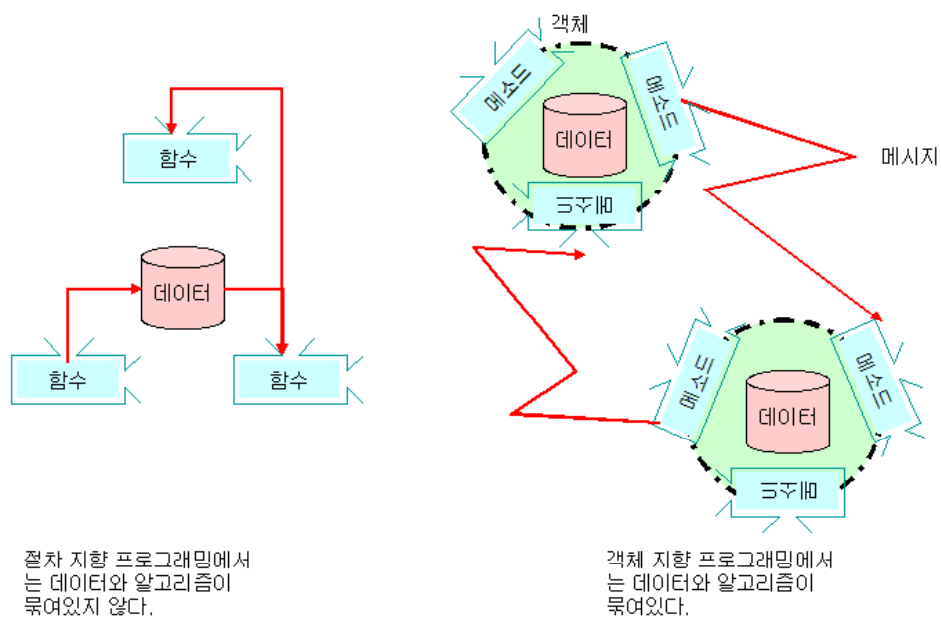 함수
데이터
함수
함수
절차 지향 프로그래밍에서
는 데이터와 알고리즘이
묶여있지 않다.
객체
메소드
메소드
데이터
메소드
메시지
메소드
메소드
데이터
메소드
객체 지향 프로그래밍에서
는 데이터와 알고리즘이
묶여있다.